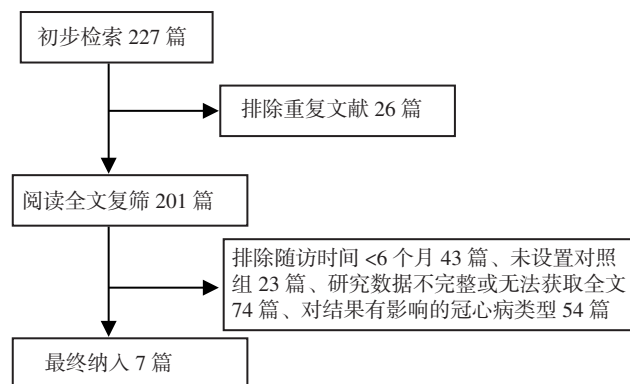 初步检索 227 篇
排除重复文献 26 篇
阅读全文复筛 201 篇
排除随访时间 <6 个月 43 篇、未设置对照
组 23 篇、研究数据不完整或无法获取全文
74 篇、对结果有影响的冠心病类型 54 篇
最终纳入 7 篇